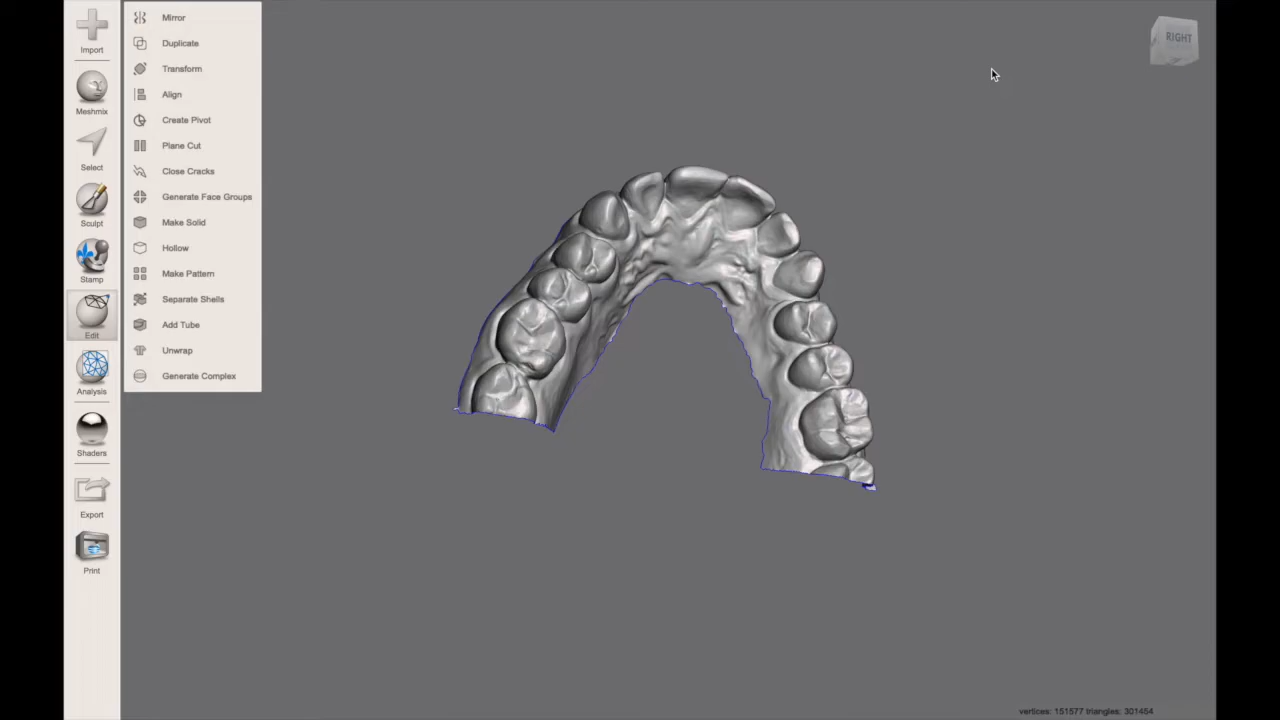 Import
Meshmix
Select
Sculpt
Stamp
Edit
Analysis
Shaders
Export
Print
Mirror
Duplicate
Transform
Align
Create Pivot
Plane Cut
Close Cracks
Generate Face Groups
Make Solid
Hollow
Make Pattern
Separate Shells
Add Tube
Unwrap
Generate Complex
RIGHT
vertices: 151577 triangles: 301454